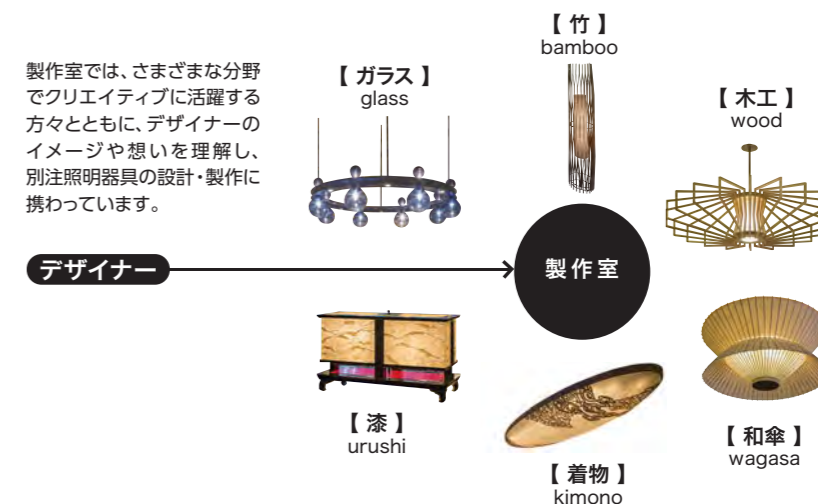 製作室では、さまざまな分野
でクリエイティブに活躍する
方々とともに、デザイナーの
イメージや想いを理解し、
別注照明器具の設計・製作に
携わっています。
【 ガラス 】
glass
【 竹 】
bamboo
【 木工 】
wood
デザイナー
製作室
【 漆 】
urushi
【 着物 】
kimono
【 和傘 】
wagasa